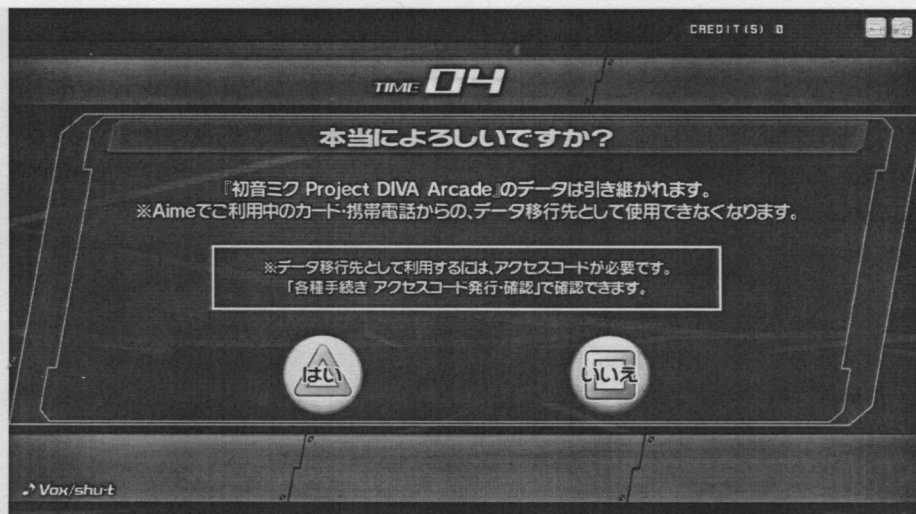 CREDIT(S) 0
TIME 04
本当によろしいですか?
『初音ミク Project DIVA Arcade』のデータは引き継がれます。
※Aimeでご利用中のカード・携帯電話からの、データ移行先として使用できなくなります。
※データ移行先として利用するには、アクセスコードが必要です。
「各種手続き アクセスコード発行・確認」で確認できます。
はい いいえ
♪ Vox/shu-t